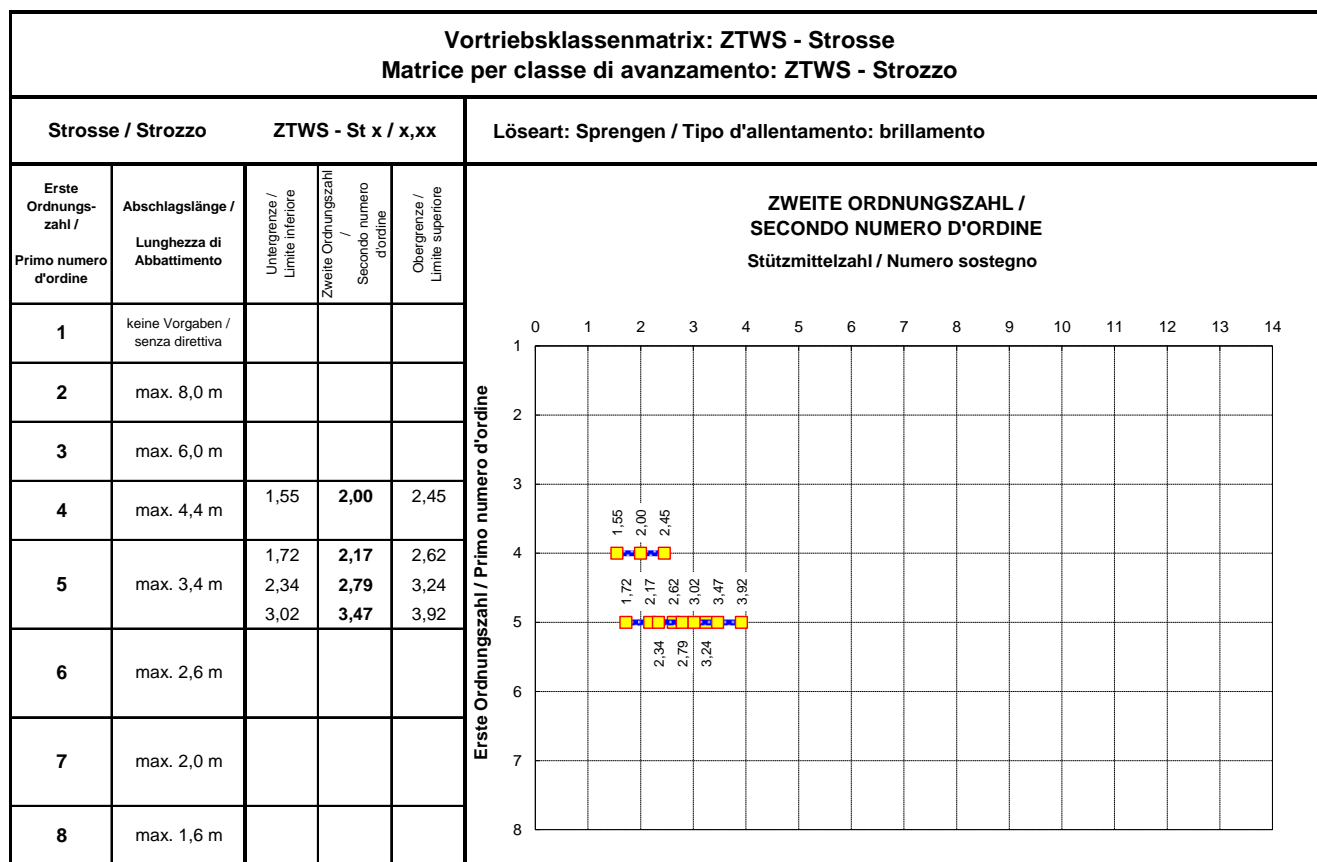 Vortriebsklassenmatrix: ZTWS - Strosse
Matrice per classe di avanzamento: ZTWS - Strozzo
Strosse / Strozzo ZTWS - St x / x,xx
Löseart: Sprengen / Tipo d'allentamento: brillamento
Erste
Ordnungs-
zahl /
Primo numero
d'ordine
Abschlagslänge /
Lunghezza di
Abbattimento
Untergrenze /
Limite inferiore
Zweite Ordnungszahl
/
Secondo numero
d'ordine
Obergrenze /
Limite superiore
ZWEITE ORDNUNGSZAHL /
SECONDO NUMERO D'ORDINE
Stützmittelzahl / Numero sostegno
1
keine Vorgaben /
senza direttiva
2 max. 8,0 m
3 max. 6,0 m
4 max. 4,4 m 1,55 2,00 2,45
5 max. 3,4 m
1,72 2,17 2,62
2,34 2,79 3,24
3,02 3,47 3,92
6 max. 2,6 m
7 max. 2,0 m
8 max. 1,6 m
Erste Ordnungszahl / Primo numero d'ordine
0 1 2 3 4 5 6 7 8 9 10 11 12 13 14
1
2
3
4
5
6
7
8
1,55 2,00 2,45
1,72 2,17 2,62 3,02 3,47 3,92
2,34 2,79 3,24